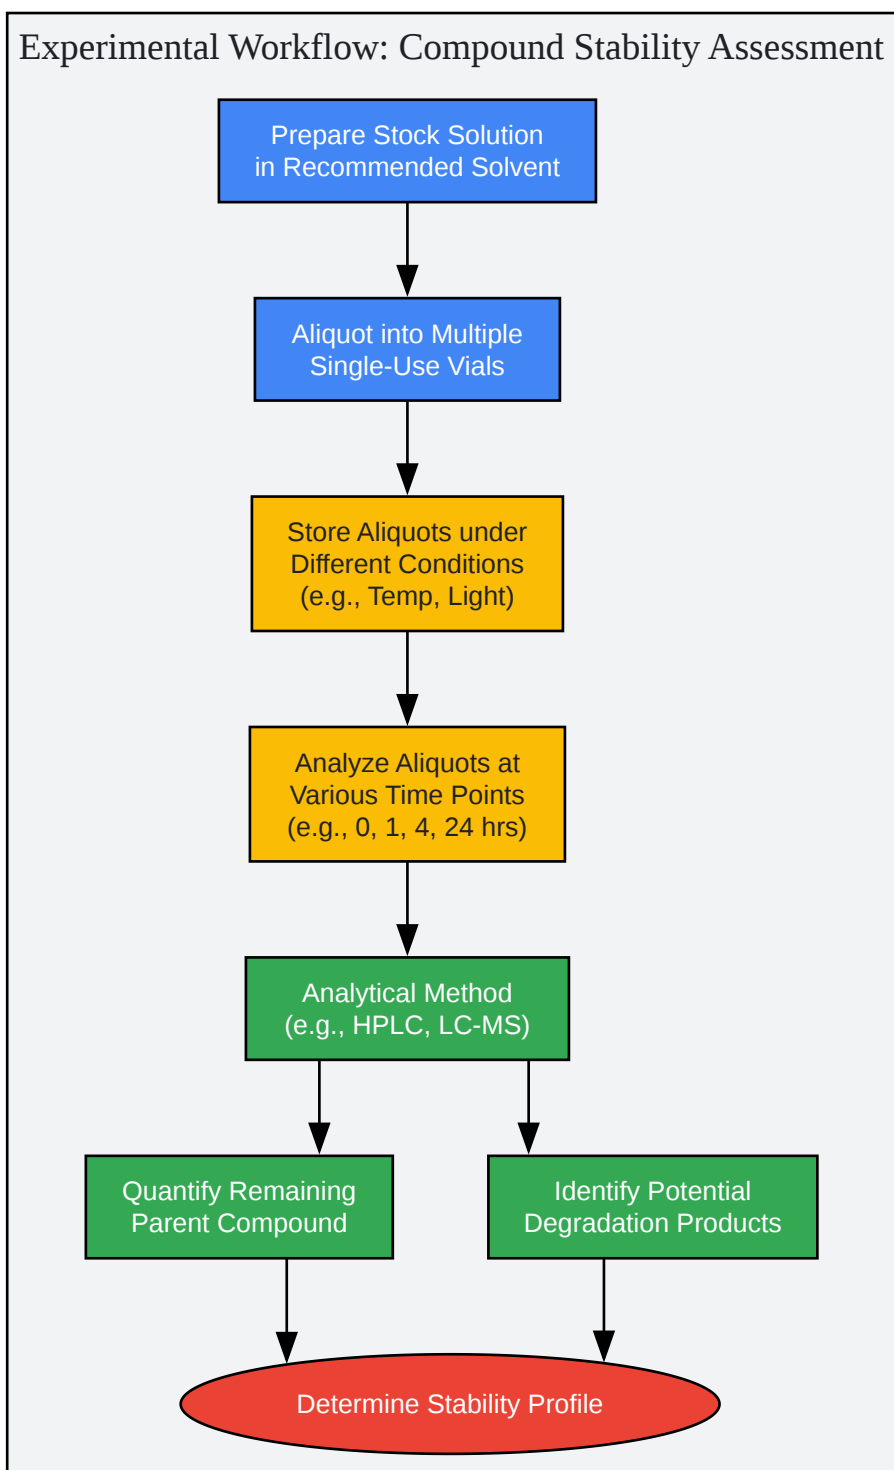 Experimental Workflow: Compound Stability Assessment
Prepare Stock Solution
in Recommended Solvent
Aliquot into Multiple
Single-Use Vials
Store Aliquots under
Different Conditions
(e.g., Temp, Light)
Analyze Aliquots at
Various Time Points
(e.g., 0, 1, 4, 24 hrs)
Analytical Method
(e.g., HPLC, LC-MS)
Quantify Remaining
Parent Compound
Identify Potential
Degradation Products
Determine Stability Profile